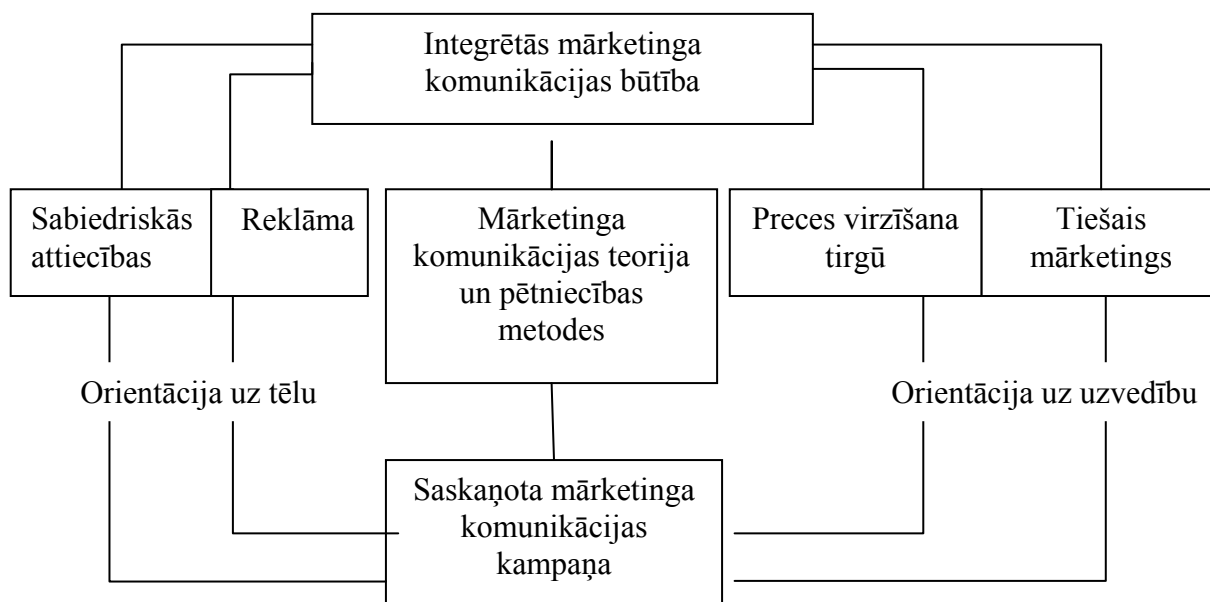 Integrētās mārketinga
komunikācijas būtība
Sabiedriskās
attiecības
Reklāma
Mārketinga
komunikācijas teorija
un pētniecības
metodes
Preces virzīšana
tirgū
Tiešais
mārketings
Orientācija uz tēlu
Orientācija uz uzvedību
Saskaņota mārketinga
komunikācijas
kampaņa